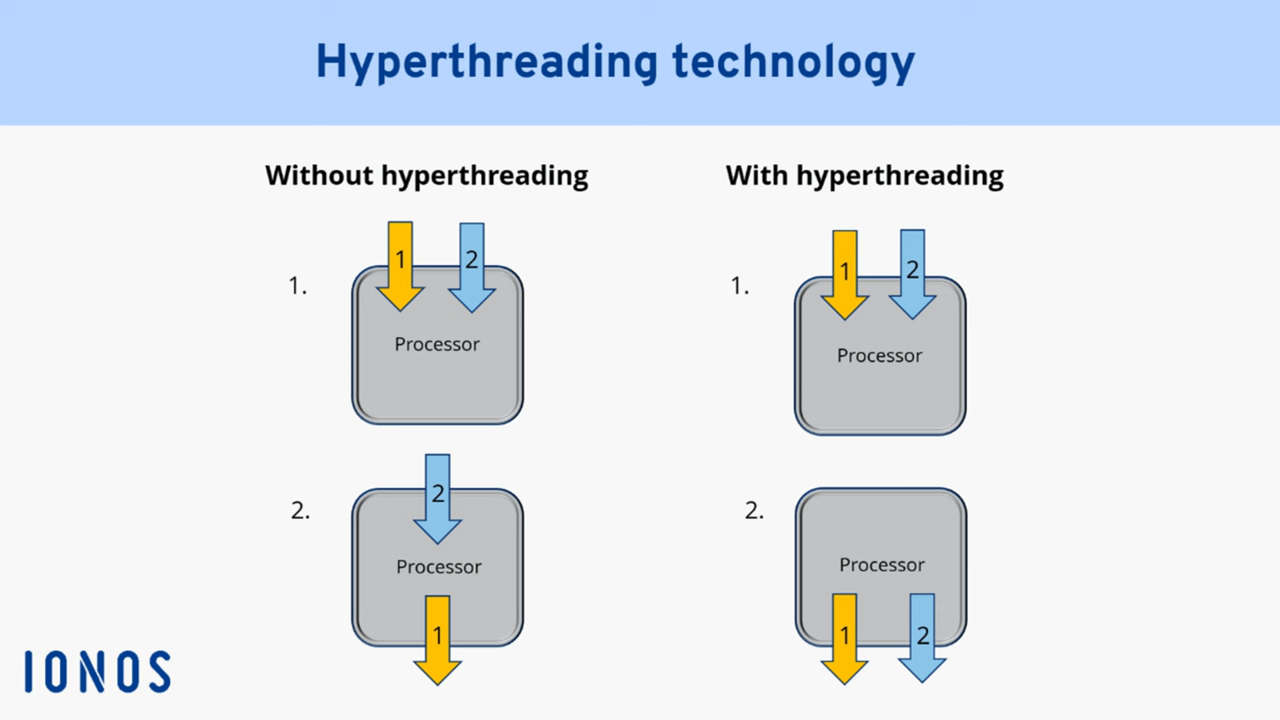 Hyperthreading technology
Without hyperthreading
1.
1
2
Processor
2.
2
Processor
1
With hyperthreading
1.
1
2
Processor
2.
Processor
1
2
IONOS